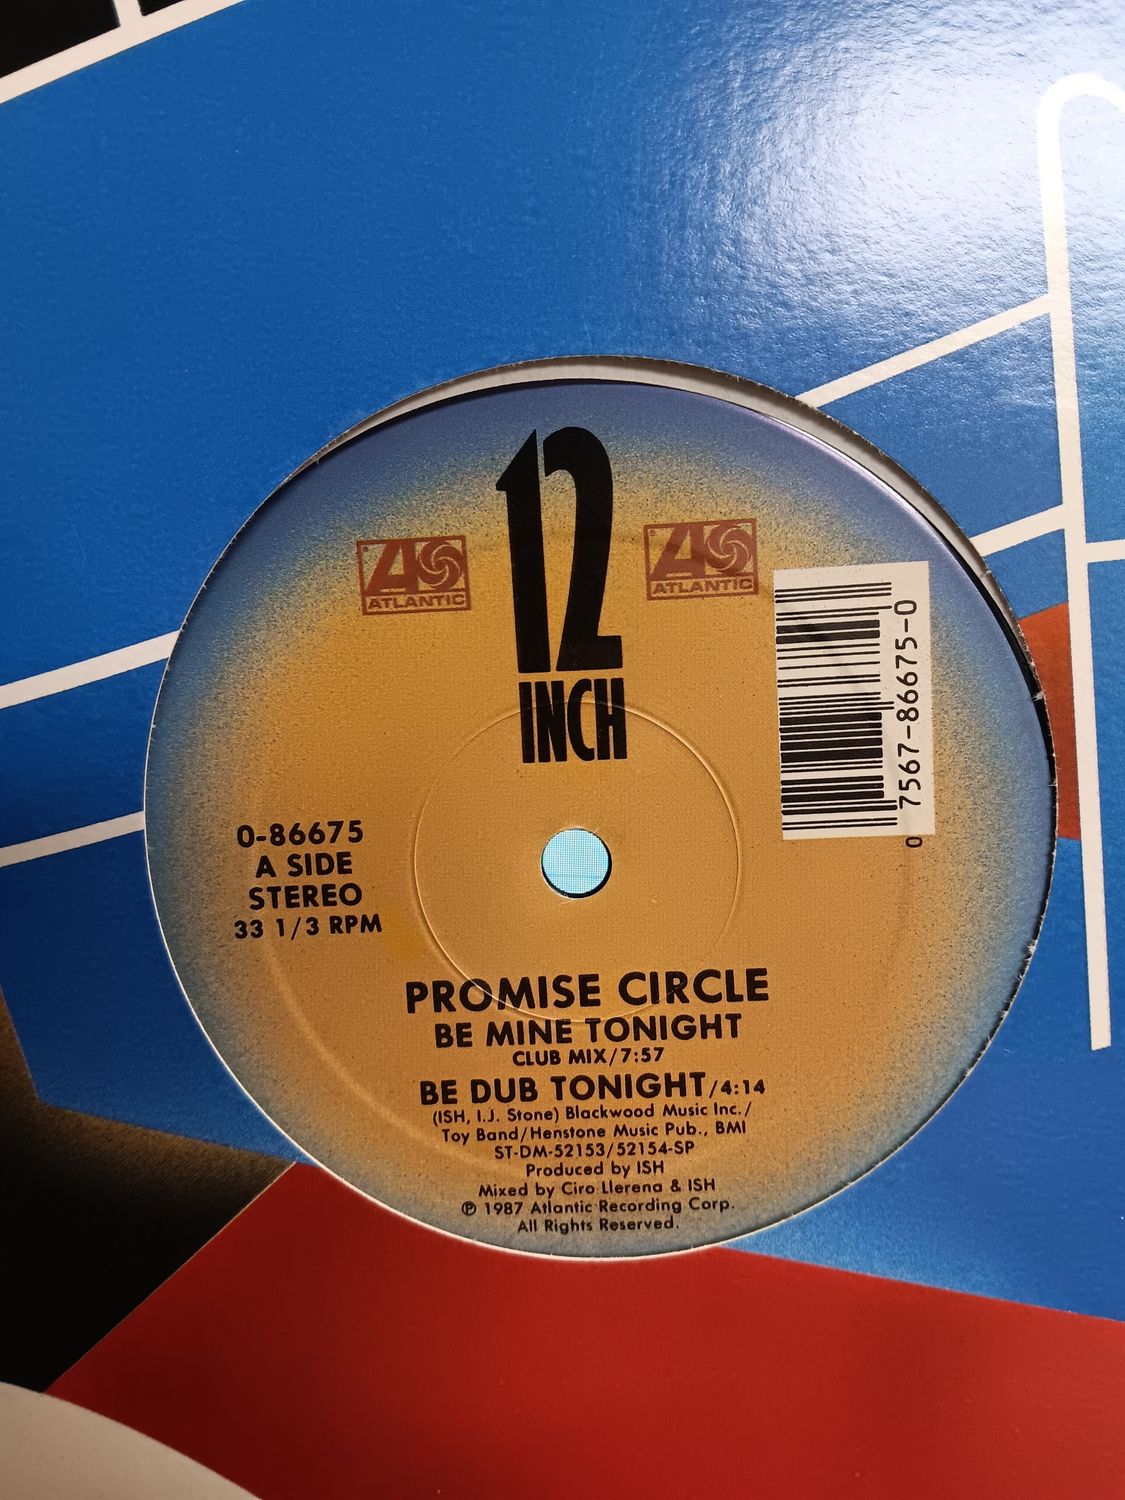 12
INCH
ATLANTIC
ATLANTIC
0 7567-86675-0
0-86675
A SIDE
STEREO
33 1/3 RPM
PROMISE CIRCLE
BE MINE TONIGHT
CLUB MIX/7:57
BE DUB TONIGHT/4:14
(ISH, I.J. Stone) Blackwood Music Inc./
Toy Band/Henstone Music Pub., BMI
ST-DM-52153/52154-SP
Produced by ISH
Mixed by Ciro Llerena & ISH
℗ 1987 Atlantic Recording Corp.
All Rights Reserved.